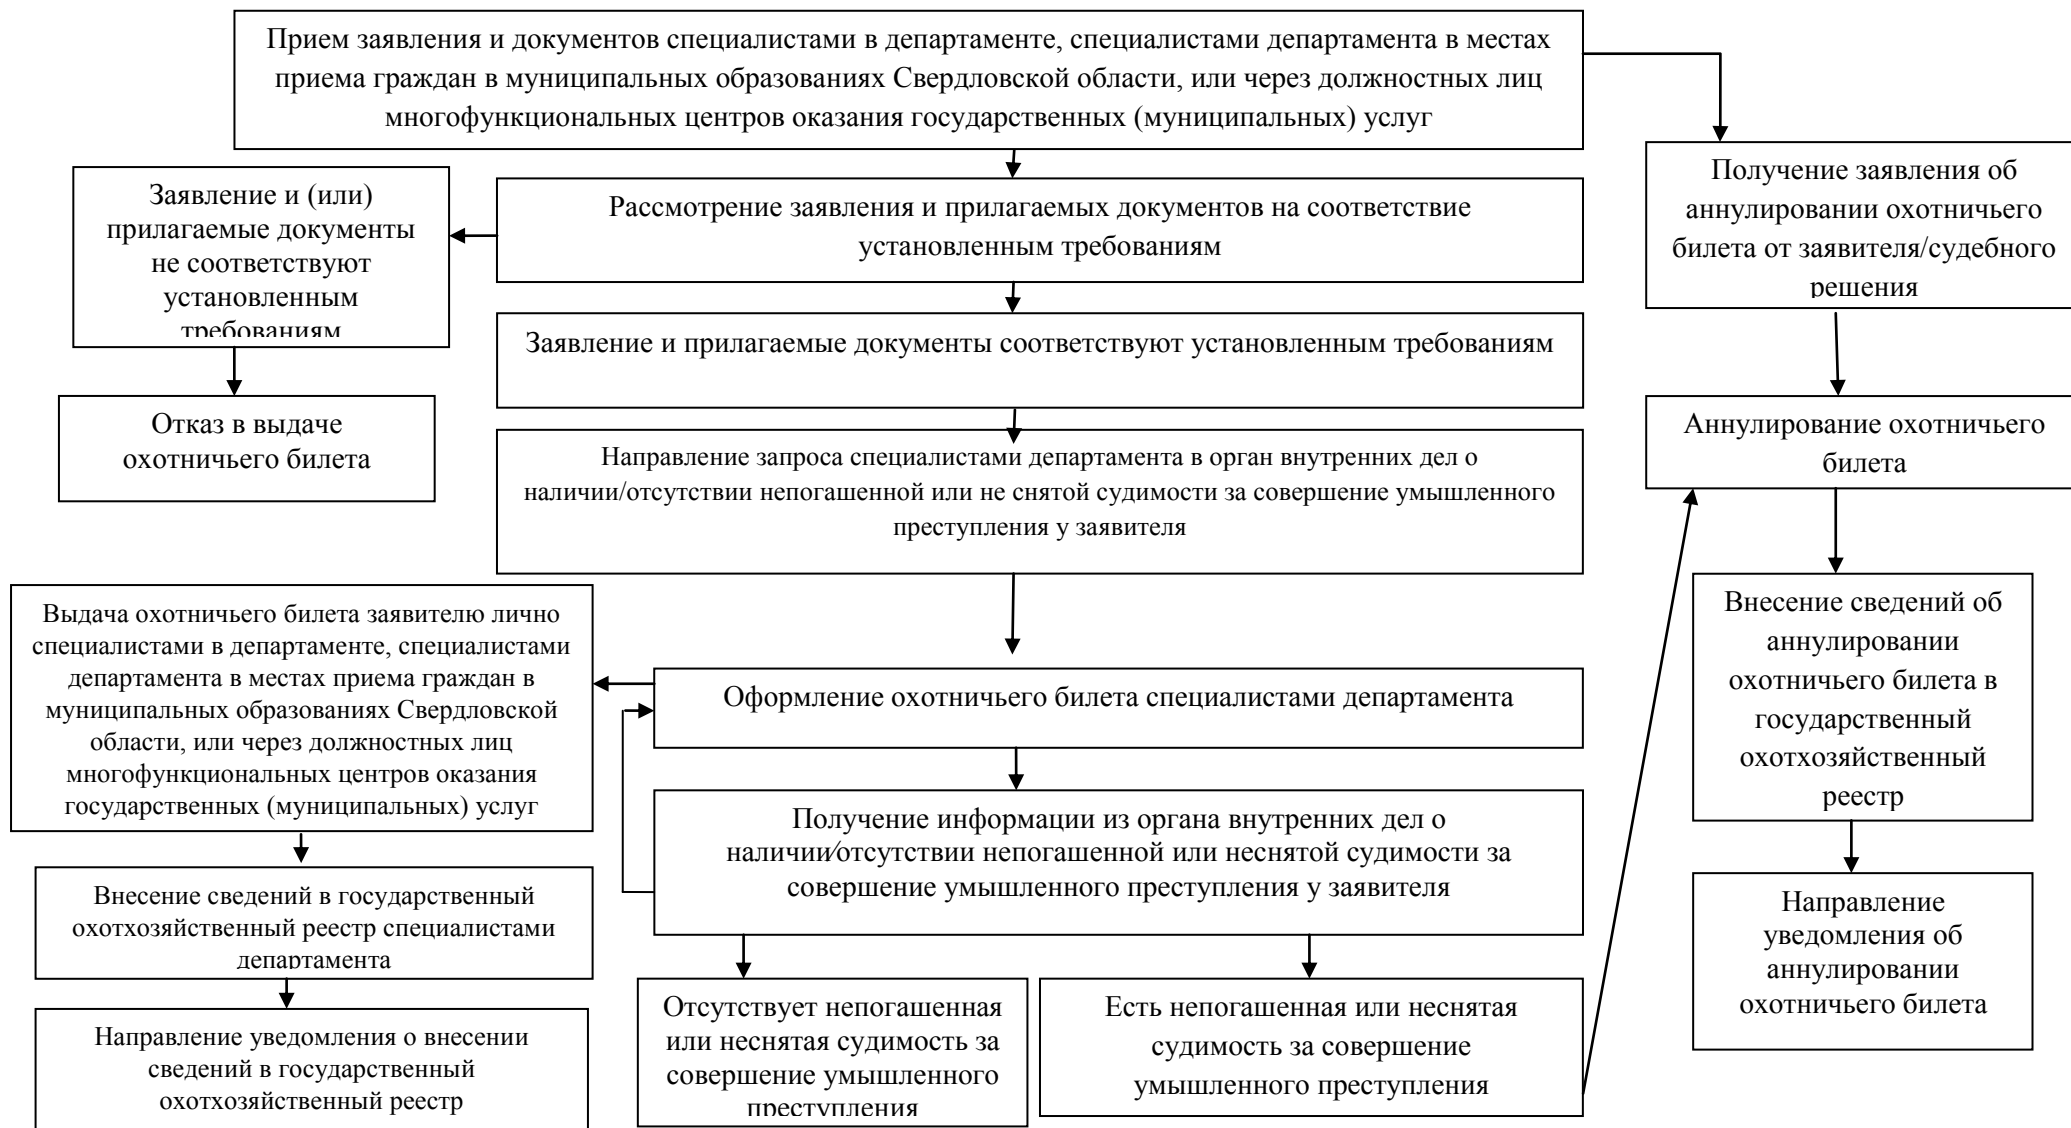 Прием заявления и документов специалистами в департаменте, специалистами департамента в местах
приема граждан в муниципальных образованиях Свердловской области, или через должностных лиц
многофункциональных центров оказания государственных (муниципальных) услуг
Заявление и (или)
прилагаемые документы
не соответствуют
установленным
требованиям
Рассмотрение заявления и прилагаемых документов на соответствие
установленным требованиям
Получение заявления об
аннулировании охотничьего
билета от заявителя/судебного
решения
Заявление и прилагаемые документы соответствуют установленным требованиям
Отказ в выдаче
охотничьего билета
Аннулирование охотничьего
билета
Направление запроса специалистами департамента в орган внутренних дел о
наличии/отсутствии непогашенной или не снятой судимости за совершение умышленного
преступления у заявителя
Выдача охотничьего билета заявителю лично
специалистами в департаменте, специалистами
департамента в местах приема граждан в
муниципальных образованиях Свердловской
области, или через должностных лиц
многофункциональных центров оказания
государственных (муниципальных) услуг
Оформление охотничьего билета специалистами департамента
Внесение сведений об
аннулировании
охотничьего билета в
государственный
охотхозяйственный
реестр
Получение информации из органа внутренних дел о
наличии/отсутствии непогашенной или неснятой судимости за
совершение умышленного преступления у заявителя
Внесение сведений в государственный
охотхозяйственный реестр специалистами
департамента
Направление
уведомления об
аннулировании
охотничьего билета
Отсутствует непогашенная
или неснятая судимость за
совершение умышленного
преступления
Есть непогашенная или неснятая
судимость за совершение
умышленного преступления
Направление уведомления о внесении
сведений в государственный
охотхозяйственный реестр